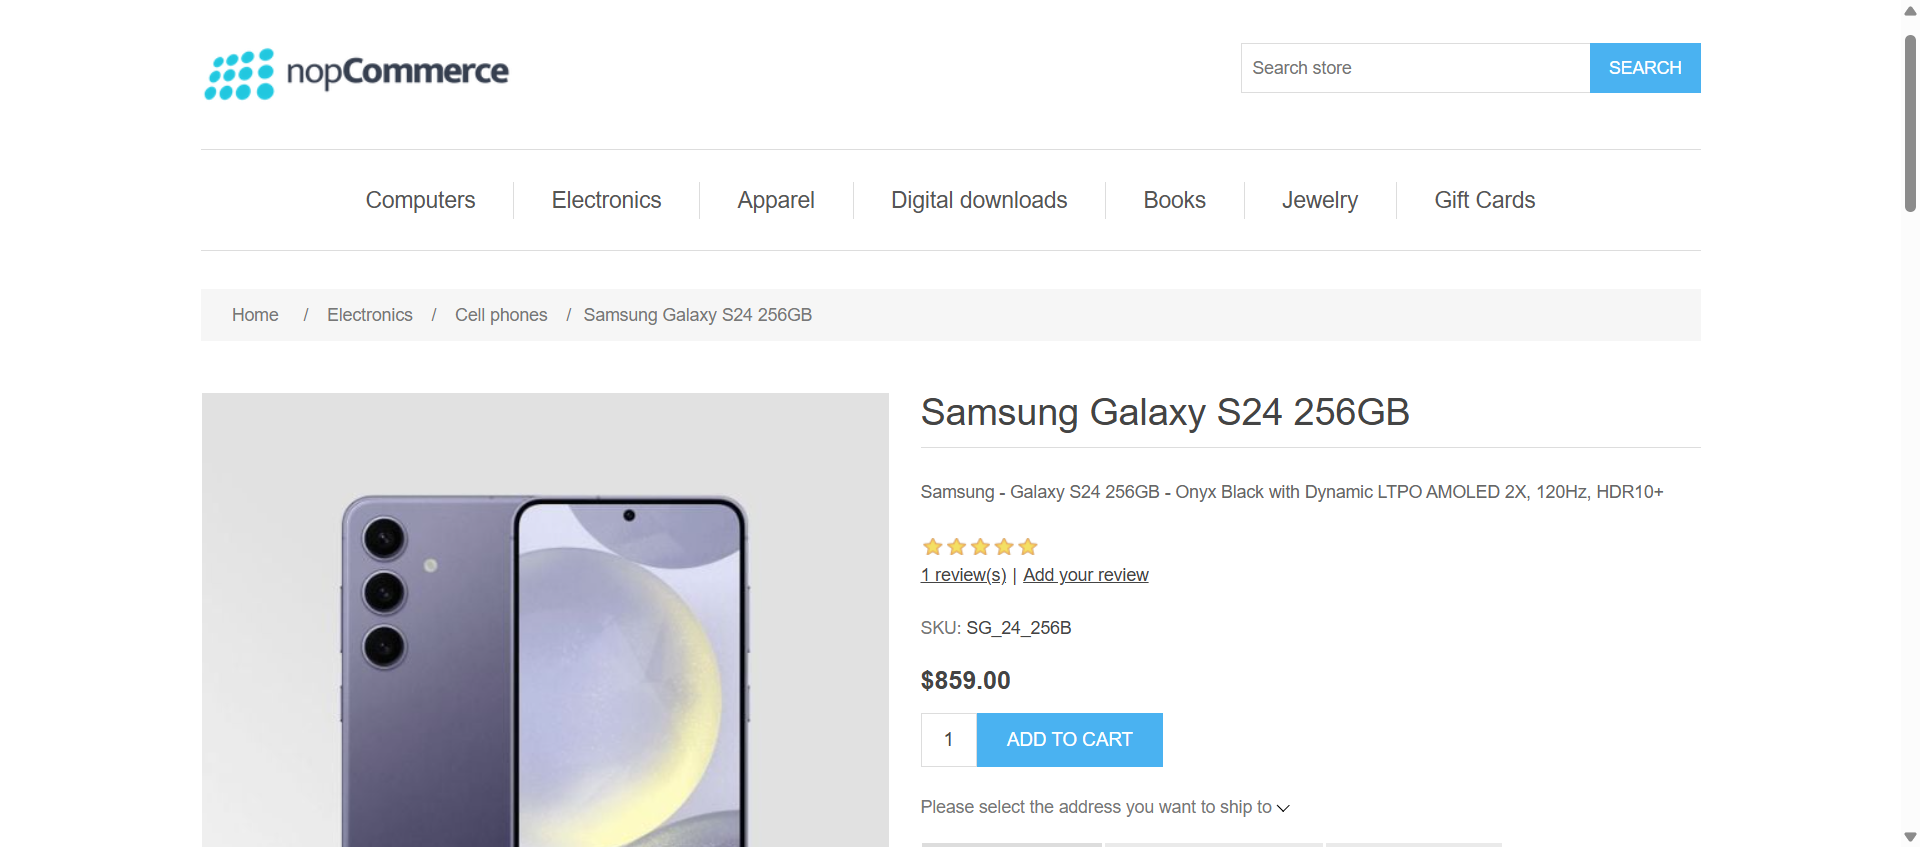 nopCommerce
Search store
SEARCH
Computers
Electronics
Apparel
Digital downloads
Books
Jewelry
Gift Cards
Home / Electronics / Cell phones / Samsung Galaxy S24 256GB
Samsung Galaxy S24 256GB
Samsung - Galaxy S24 256GB - Onyx Black with Dynamic LTPO AMOLED 2X, 120Hz, HDR10+
1 review(s) | Add your review
SKU: SG_24_256B
$859.00
1
ADD TO CART
Please select the address you want to ship to